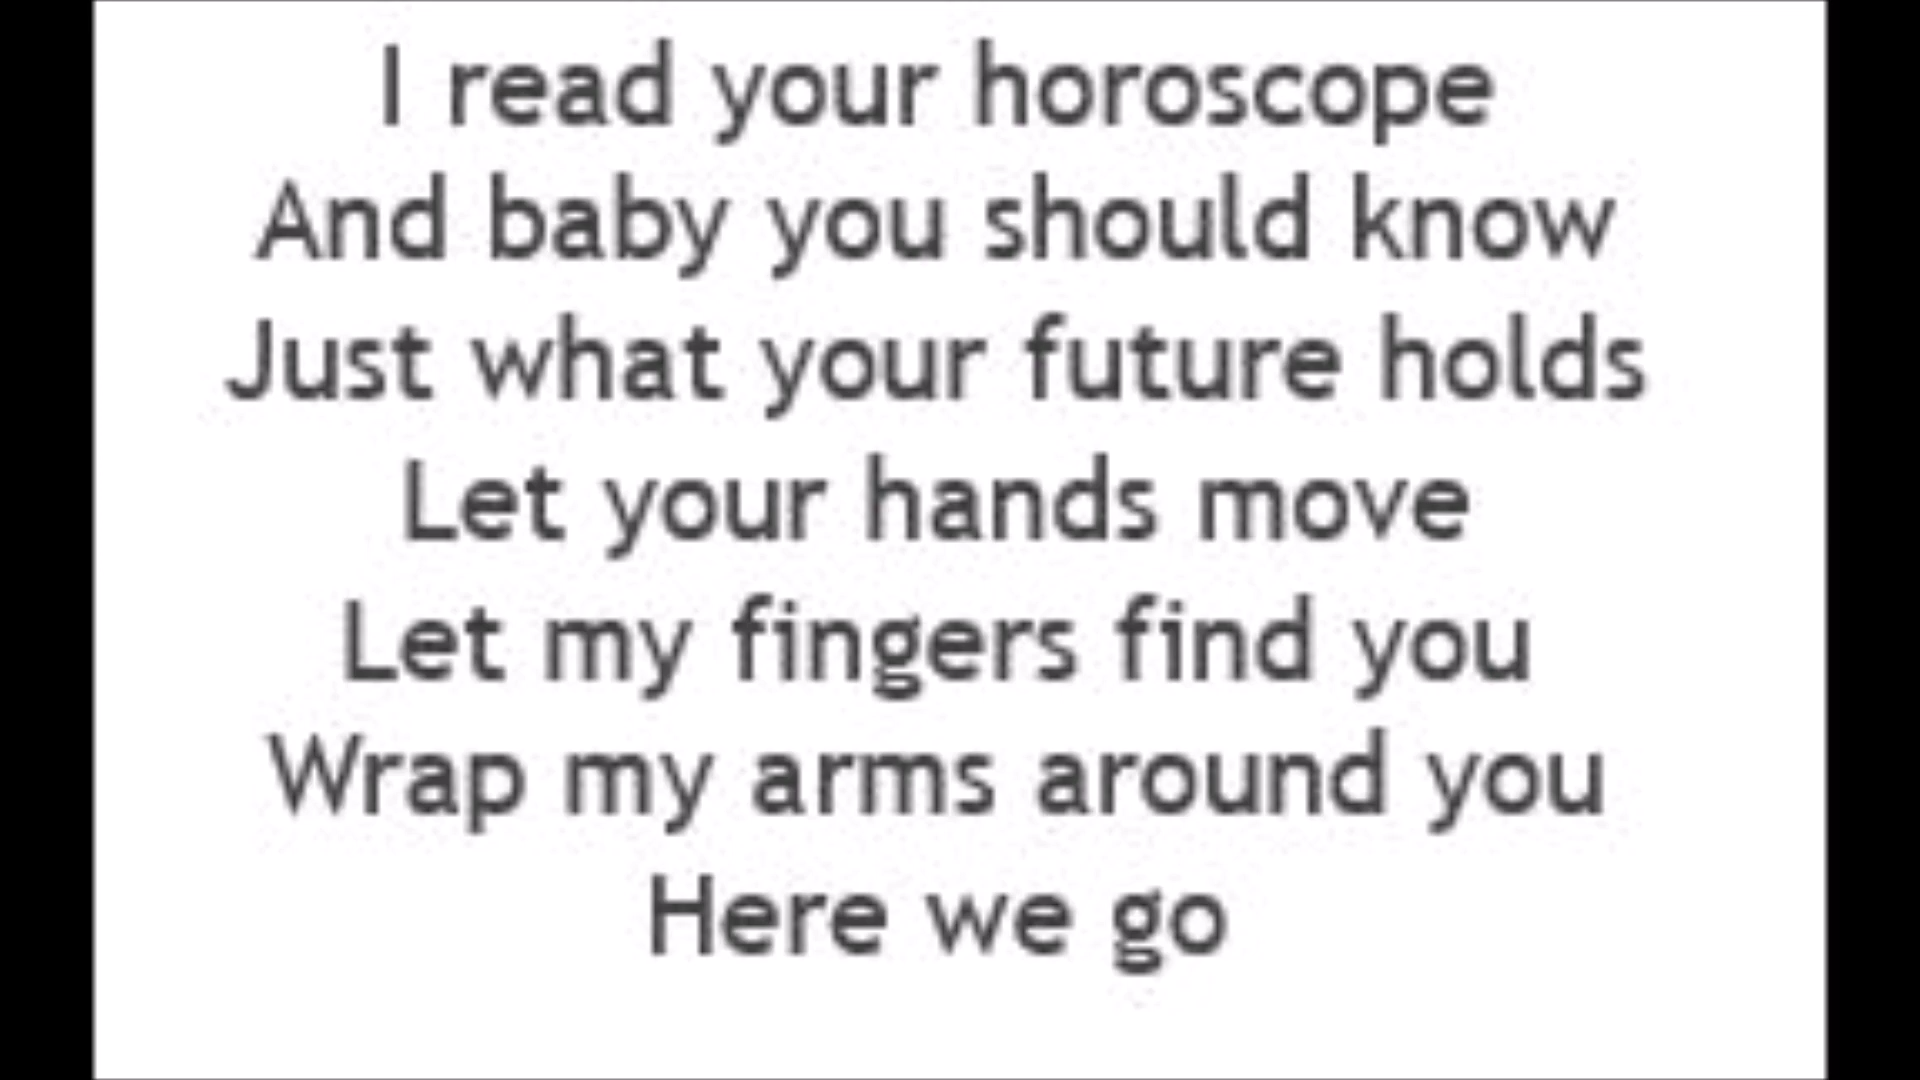 I read your horoscope
And baby you should know
Just what your future holds
Let your hands move
Let my fingers find you
Wrap my arms around you
Here we go